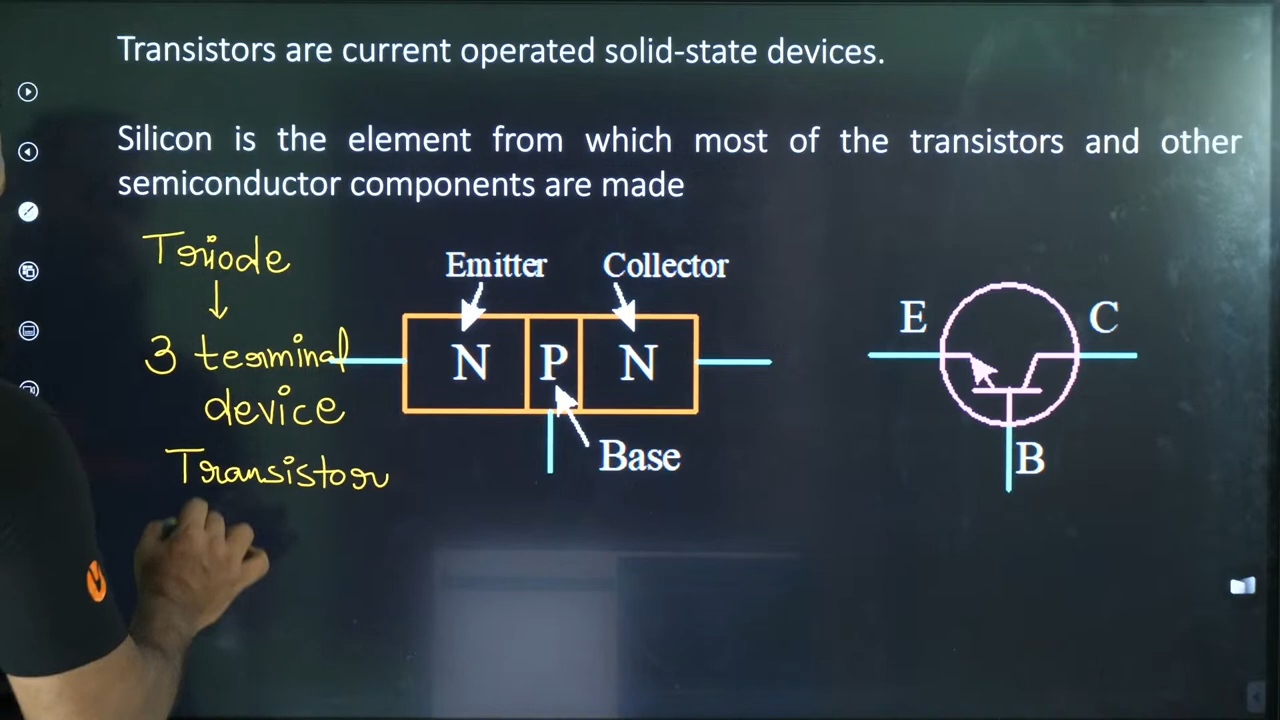 Transistors are current operated solid-state devices.
Silicon is the element from which most of the transistors and other
semiconductor components are made
Triode
↓
3 terminal
device
Transistor
Emitter
Collector
N
P
N
Base
E
C
B